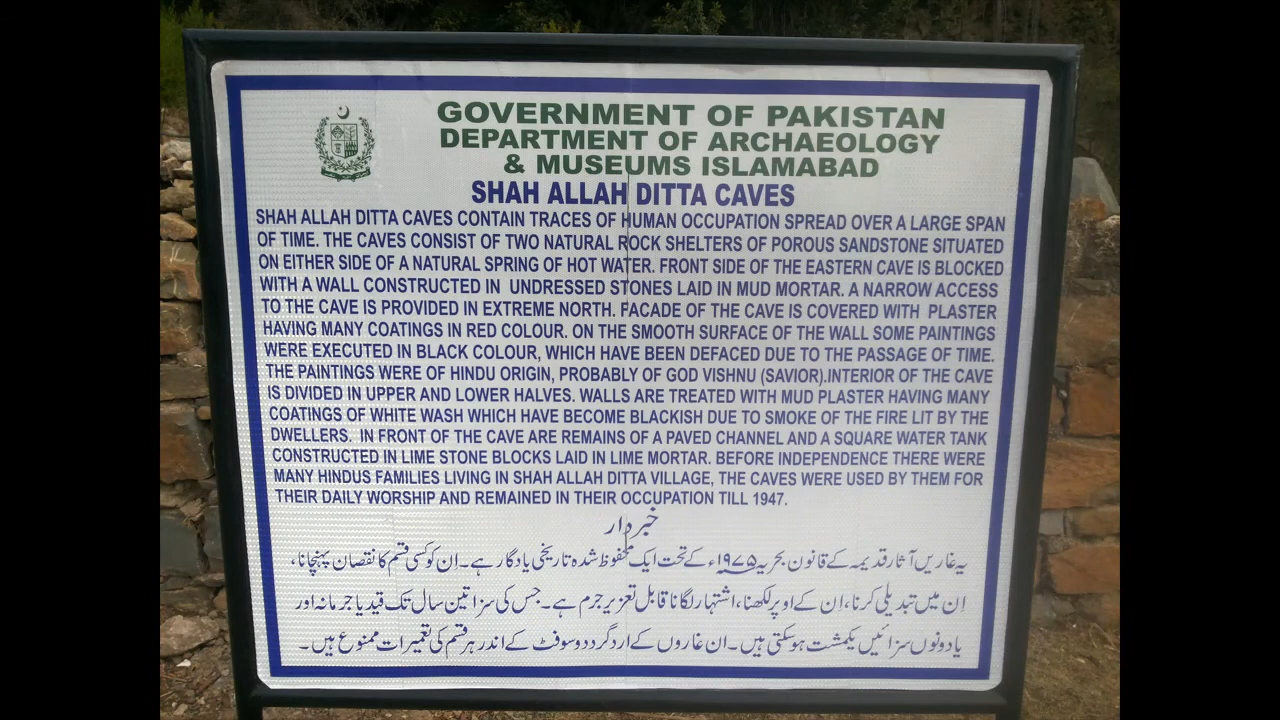 GOVERNMENT OF PAKISTAN
DEPARTMENT OF ARCHAEOLOGY
& MUSEUMS ISLAMABAD
SHAH ALLAH DITTA CAVES
SHAH ALLAH DITTA CAVES CONTAIN TRACES OF HUMAN OCCUPATION SPREAD OVER A LARGE SPAN
OF TIME. THE CAVES CONSIST OF TWO NATURAL ROCK SHELTERS OF POROUS SANDSTONE SITUATED
ON EITHER SIDE OF A NATURAL SPRING OF HOT WATER. FRONT SIDE OF THE EASTERN CAVE IS BLOCKED
WITH A WALL CONSTRUCTED IN UNDRESSED STONES LAID IN MUD MORTAR. A NARROW ACCESS
TO THE CAVE IS PROVIDED IN EXTREME NORTH. FACADE OF THE CAVE IS COVERED WITH PLASTER
HAVING MANY COATINGS IN RED COLOUR. ON THE SMOOTH SURFACE OF THE WALL SOME PAINTINGS
WERE EXECUTED IN BLACK COLOUR, WHICH HAVE BEEN DEFACED DUE TO THE PASSAGE OF TIME.
THE PAINTINGS WERE OF HINDU ORIGIN, PROBABLY OF GOD VISHNU (SAVIOR).INTERIOR OF THE CAVE
IS DIVIDED IN UPPER AND LOWER HALVES. WALLS ARE TREATED WITH MUD PLASTER HAVING MANY
COATINGS OF WHITE WASH WHICH HAVE BECOME BLACKISH DUE TO SMOKE OF THE FIRE LIT BY THE
DWELLERS. IN FRONT OF THE CAVE ARE REMAINS OF A PAVED CHANNEL AND A SQUARE WATER TANK
CONSTRUCTED IN LIME STONE BLOCKS LAID IN LIME MORTAR. BEFORE INDEPENDENCE THERE WERE
MANY HINDUS FAMILIES LIVING IN SHAH ALLAH DITTA VILLAGE, THE CAVES WERE USED BY THEM FOR
THEIR DAILY WORSHIP AND REMAINED IN THEIR OCCUPATION TILL 1947.
خبردار
یہ غاریں آثار قدیمہ کے قانون بحریہ ۱۹۷۵ء کے تحت ایک محفوظ شدہ تاریخی یادگار ہے۔ اِن کو کسی قسم کا نقصان پہنچانا،
اِن میں تبدیلی کرنا، اِن کے اوپر لکھنا، اشتہار لگانا قابل تعزیر جرم ہے۔ جس کی سزا تین سال تک قید یا جرمانہ اور
یا دونوں سزائیں یکمشت ہو سکتی ہیں۔ ان غاروں کے اردگرد دو سو فٹ کے اندر ہر قسم کی تعمیرات ممنوع ہیں۔